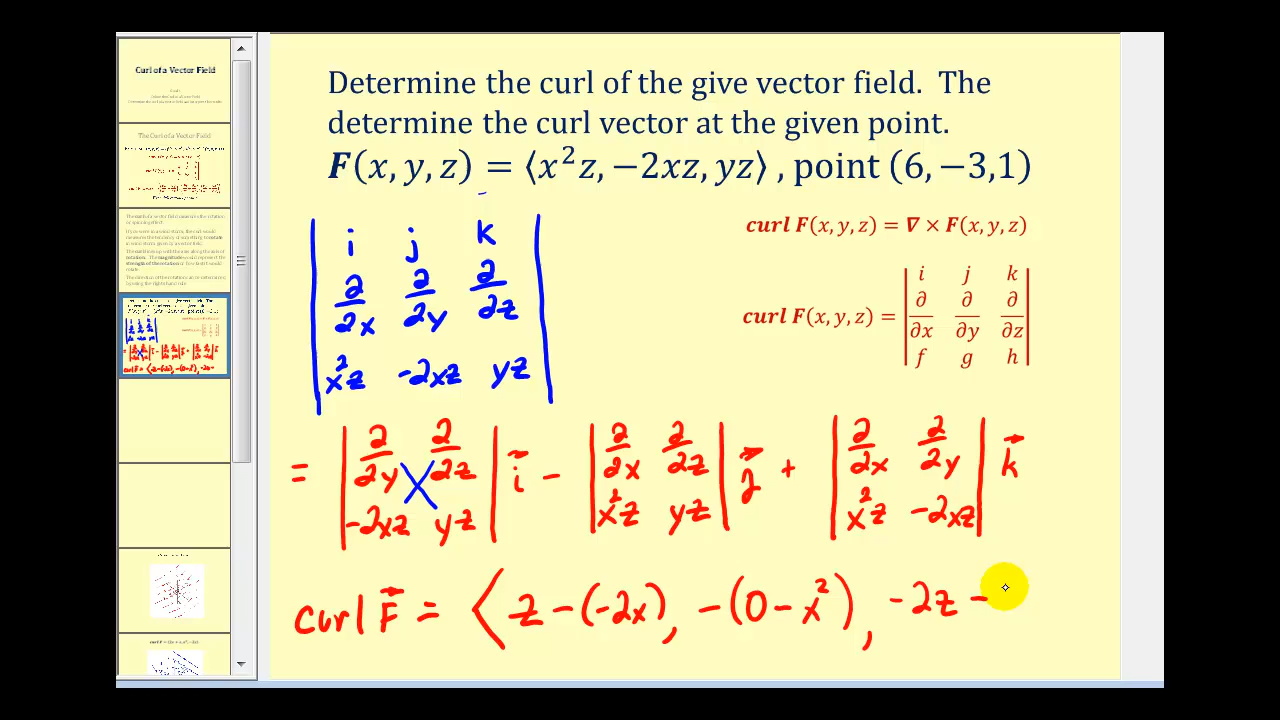 Curl of a Vector Field
The Curl of a Vector Field
Determine the curl of the give vector field. The
determine the curl vector at the given point.
F(x, y, z) = ⟨x²z, −2xz, yz⟩ , point (6, −3,1)
curl F(x, y, z) = ∇ × F(x, y, z)
curl F(x, y, z) = | i j k |
| ∂/∂x ∂/∂y ∂/∂z |
| f g h |
| i j k |
| ∂/∂x ∂/∂y ∂/∂z |
| x²z -2xz yz |
= | ∂/∂y ∂/∂z | i⃗ - | ∂/∂x ∂/∂z | j⃗ + | ∂/∂x ∂/∂y | k⃗
| -2xz yz | | x²z yz | | x²z -2xz |
curl F⃗ = ⟨ z - (-2x), -(0 - x²), -2z -